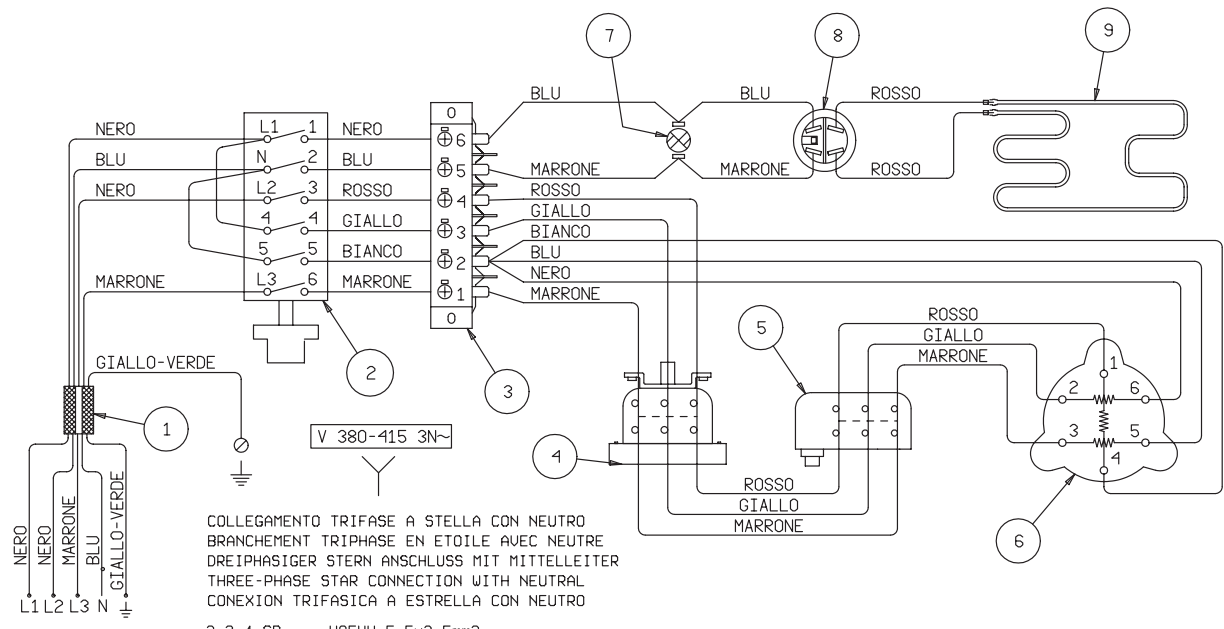 7
8
9
BLU
BLU
ROSSO
0
NERO
L1
1
NERO
6
BLU
N
2
BLU
5
MARRONE
MARRONE
ROSSO
NERO
L2
3
ROSSO
4
ROSSO
GIALLO
4
4
GIALLO
3
BIANCO
5
5
BIANCO
2
BLU
NERO
MARRONE
L3
6
MARRONE
1
MARRONE
0
ROSSO
GIALLO
MARRONE
5
GIALLO-VERDE
2
3
1
2
6
3
5
4
1
V 380-415 3N~
4
6
ROSSO
GIALLO
MARRONE
NERO
NERO
MARRONE
BLU
GIALLO-VERDE
L1 L2 L3 N
COLLEGAMENTO TRIFASE A STELLA CON NEUTRO
BRANCHEMENT TRIPHASE EN ETOILE AVEC NEUTRE
DREIPHASIGER STERN ANSCHLUSS MIT MITTELLEITER
THREE-PHASE STAR CONNECTION WITH NEUTRAL
CONEXION TRIFASICA A ESTRELLA CON NEUTRO